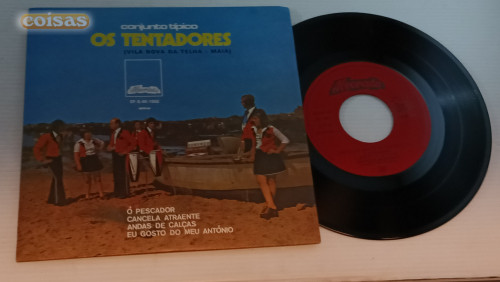 coisas
conjunto típico
OS TENTADORES
(VILA NOVA DA TELHA - MAIA)
Ó PESCADOR
CANCELA ATRAENTE
ANDAS DE CALÇAS
EU GOSTO DO MEU ANTÓNIO